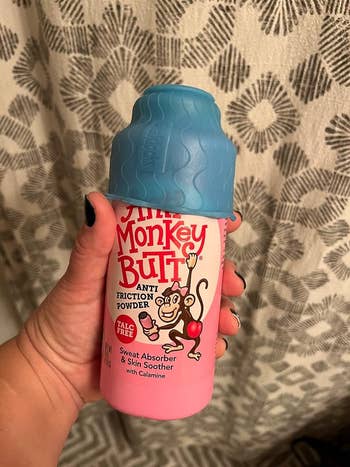 Anti
Monkey
Butt
ANTI
FRICTION
POWDER
TALC
FREE
Sweat Absorber
& Skin Soother
with Calamine